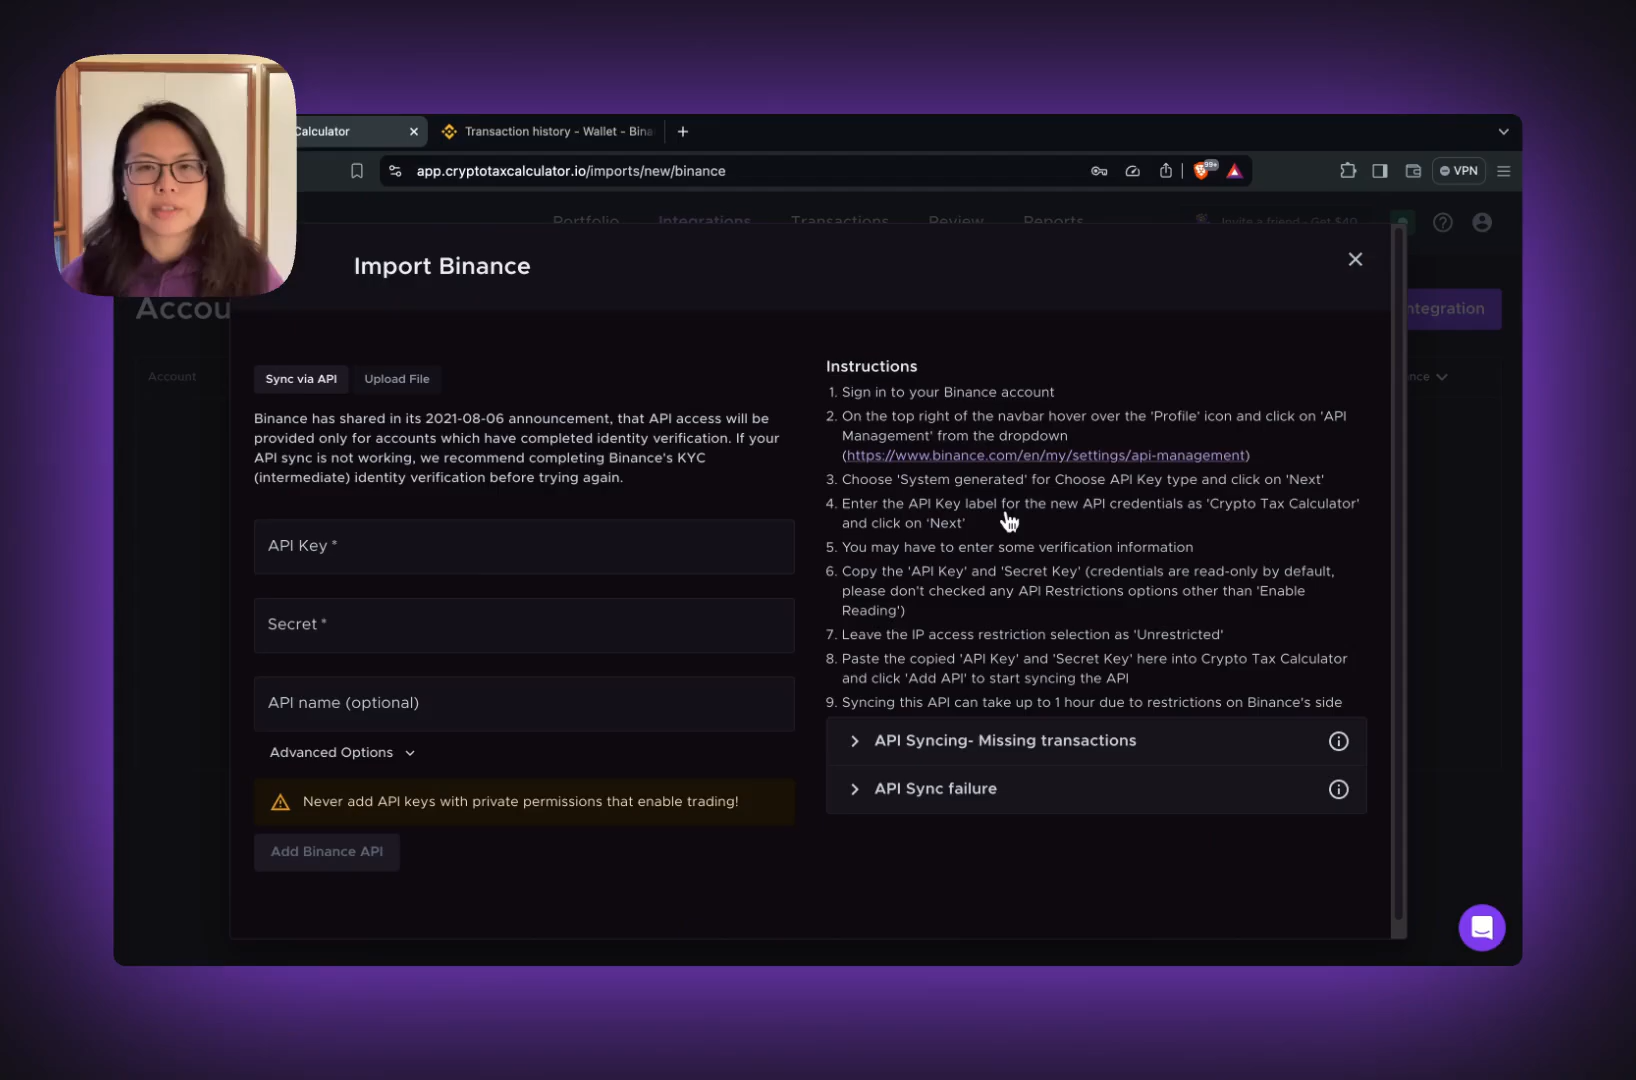 Calculator
Transaction history - Wallet - Bina
app.cryptotaxcalculator.io/imports/new/binance
99+
VPN
Portfolio Integrations Transactions Review Reports Invite a friend - Get $40
Import Binance
Accou
ntegration
Account
nce
Sync via API Upload File
Binance has shared in its 2021-08-06 announcement, that API access will be
provided only for accounts which have completed identity verification. If your
API sync is not working, we recommend completing Binance's KYC
(intermediate) identity verification before trying again.
API Key *
Secret *
API name (optional)
Advanced Options
Never add API keys with private permissions that enable trading!
Add Binance API
Instructions
1. Sign in to your Binance account
2. On the top right of the navbar hover over the 'Profile' icon and click on 'API
Management' from the dropdown
(https://www.binance.com/en/my/settings/api-management)
3. Choose 'System generated' for Choose API Key type and click on 'Next'
4. Enter the API Key label for the new API credentials as 'Crypto Tax Calculator'
and click on 'Next'
5. You may have to enter some verification information
6. Copy the 'API Key' and 'Secret Key' (credentials are read-only by default,
please don't checked any API Restrictions options other than 'Enable
Reading')
7. Leave the IP access restriction selection as 'Unrestricted'
8. Paste the copied 'API Key' and 'Secret Key' here into Crypto Tax Calculator
and click 'Add API' to start syncing the API
9. Syncing this API can take up to 1 hour due to restrictions on Binance's side
API Syncing- Missing transactions
API Sync failure